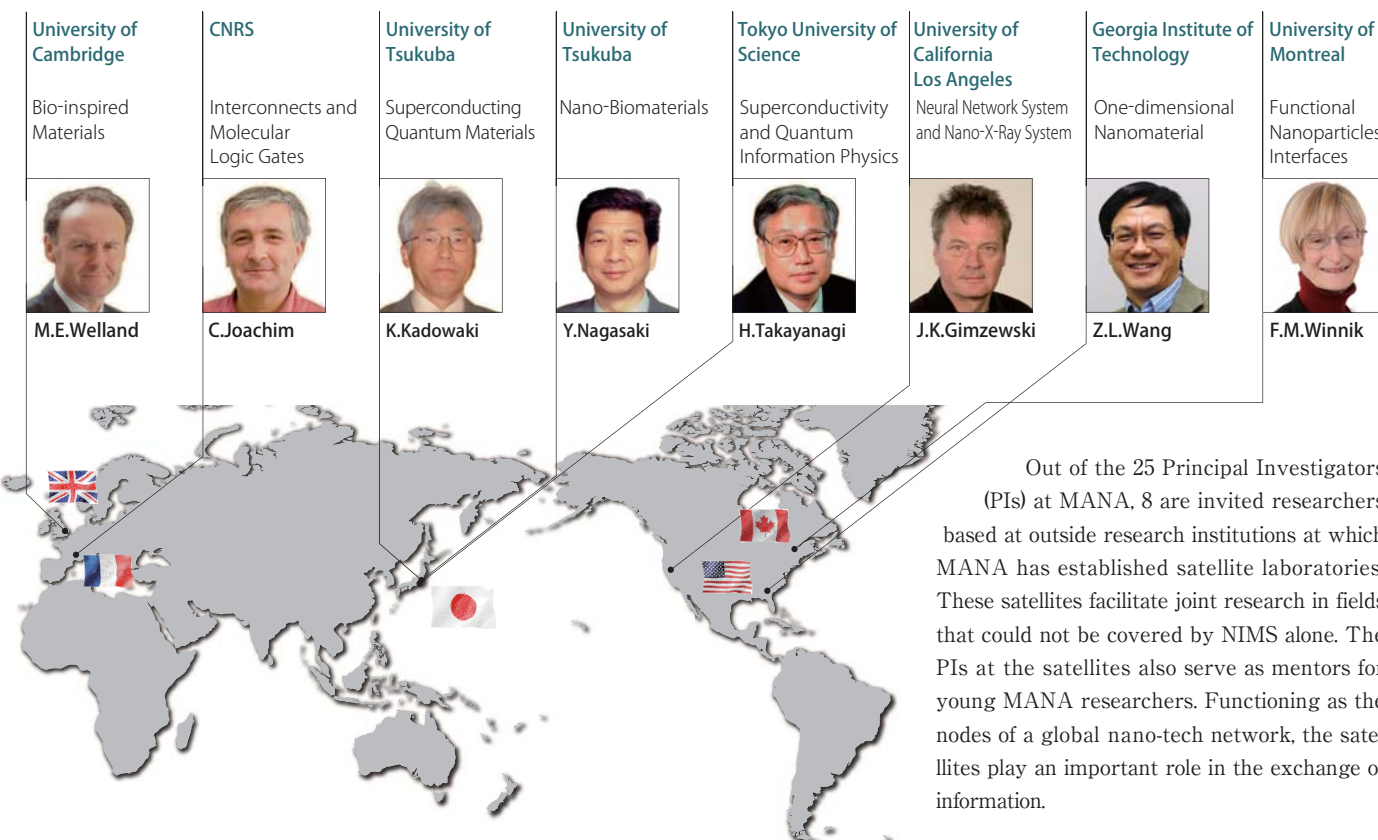 University of
Cambridge
Bio-inspired
Materials
M.E.Welland
CNRS
Interconnects and
Molecular
Logic Gates
C.Joachim
University of
Tsukuba
Superconducting
Quantum Materials
K.Kadowaki
University of
Tsukuba
Nano-Biomaterials
Y.Nagasaki
Tokyo University of
Science
Superconductivity
and Quantum
Information Physics
H.Takayanagi
University of
California
Los Angeles
Neural Network System
and Nano-X-Ray System
J.K.Gimzewski
Georgia Institute of
Technology
One-dimensional
Nanomaterial
Z.L.Wang
University of
Montreal
Functional
Nanoparticles
Interfaces
F.M.Winnik
Out of the 25 Principal Investigators
(PIs) at MANA, 8 are invited researchers
based at outside research institutions at which
MANA has established satellite laboratories
These satellites facilitate joint research in fields
that could not be covered by NIMS alone. The
PIs at the satellites also serve as mentors for
young MANA researchers. Functioning as the
nodes of a global nano-tech network, the sate
llites play an important role in the exchange o
information.